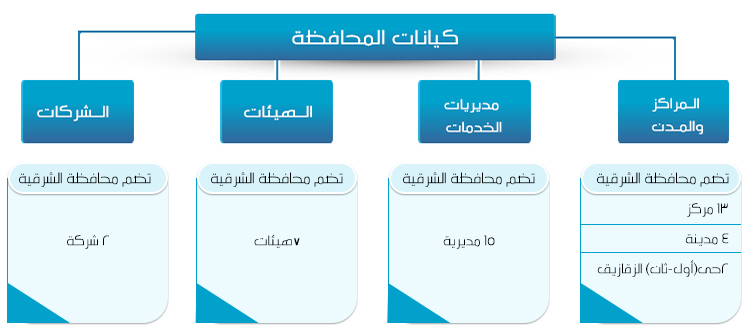 كيانات المحافظة
المراكز
والمدن
مديريات
الخدمات
الهيئات
الشركات
تضم محافظة الشرقية
١٣ مركز
٤ مدينة
٢حى(أول-ثان) الزقازيق
تضم محافظة الشرقية
١٥ مديرية
تضم محافظة الشرقية
٧هيئات
تضم محافظة الشرقية
٢ شركة